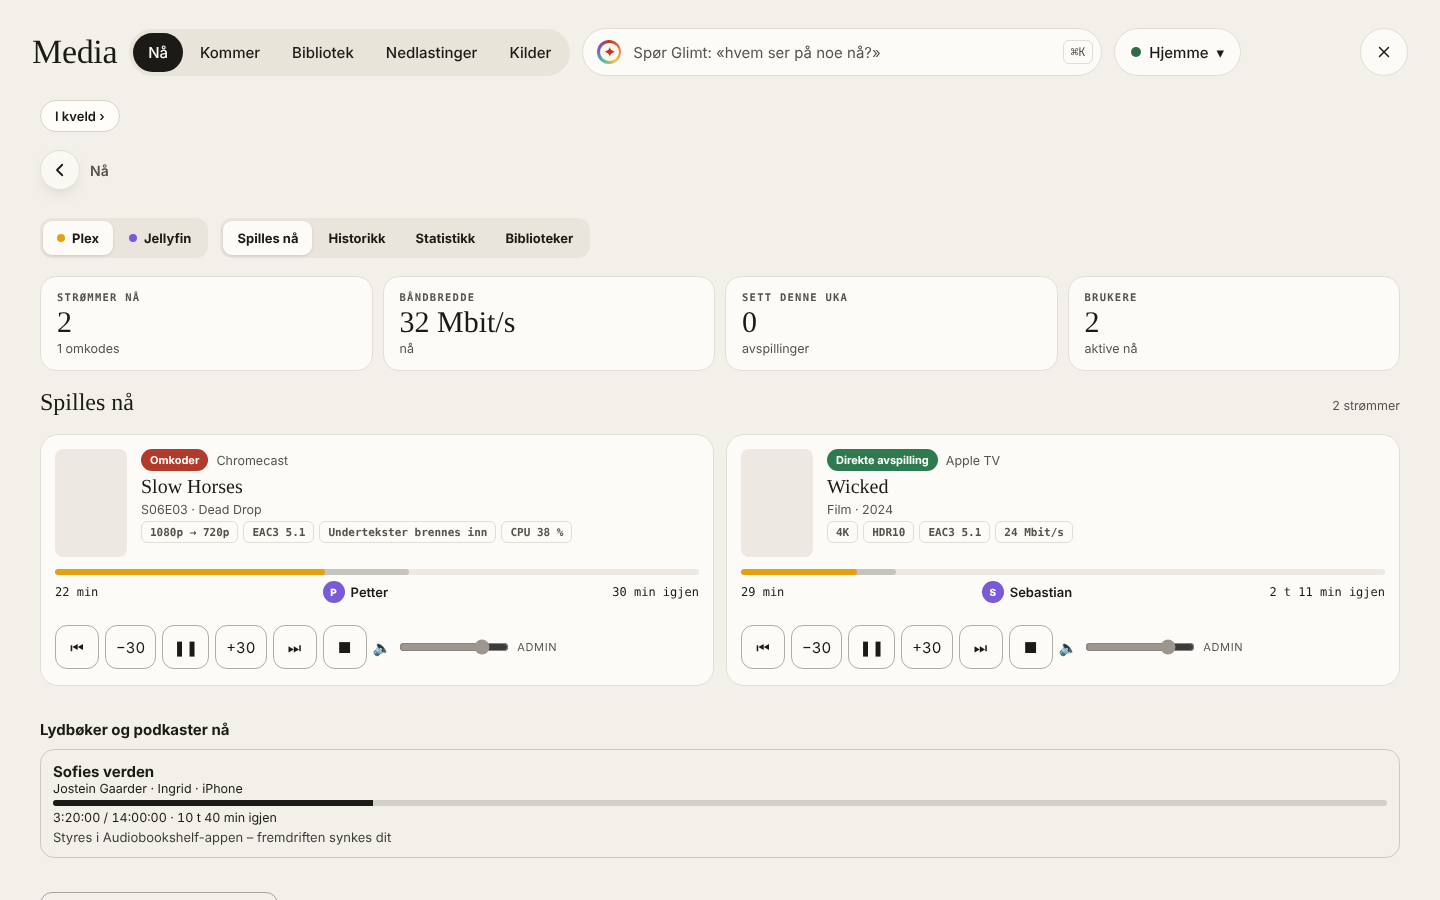 Media
Nå
Kommer
Bibliotek
Nedlastinger
Kilder
Spør Glimt: «hvem ser på noe nå?»
⌘K
Hjemme ▾
I kveld ›
Nå
Plex
Jellyfin
Spilles nå
Historikk
Statistikk
Biblioteker
STRØMMER NÅ
2
1 omkodes
BÅNDBREDDE
32 Mbit/s
nå
SETT DENNE UKA
0
avspillinger
BRUKERE
2
aktive nå
Spilles nå
2 strømmer
Omkoder Chromecast
Slow Horses
S06E03 · Dead Drop
1080p → 720p
EAC3 5.1
Undertekster brennes inn
CPU 38 %
22 min
P Petter
30 min igjen
−30
+30
ADMIN
Direkte avspilling Apple TV
Wicked
Film · 2024
4K
HDR10
EAC3 5.1
24 Mbit/s
29 min
S Sebastian
2 t 11 min igjen
−30
+30
ADMIN
Lydbøker og podkaster nå
Sofies verden
Jostein Gaarder · Ingrid · iPhone
3:20:00 / 14:00:00 · 10 t 40 min igjen
Styres i Audiobookshelf-appen – fremdriften synkes dit